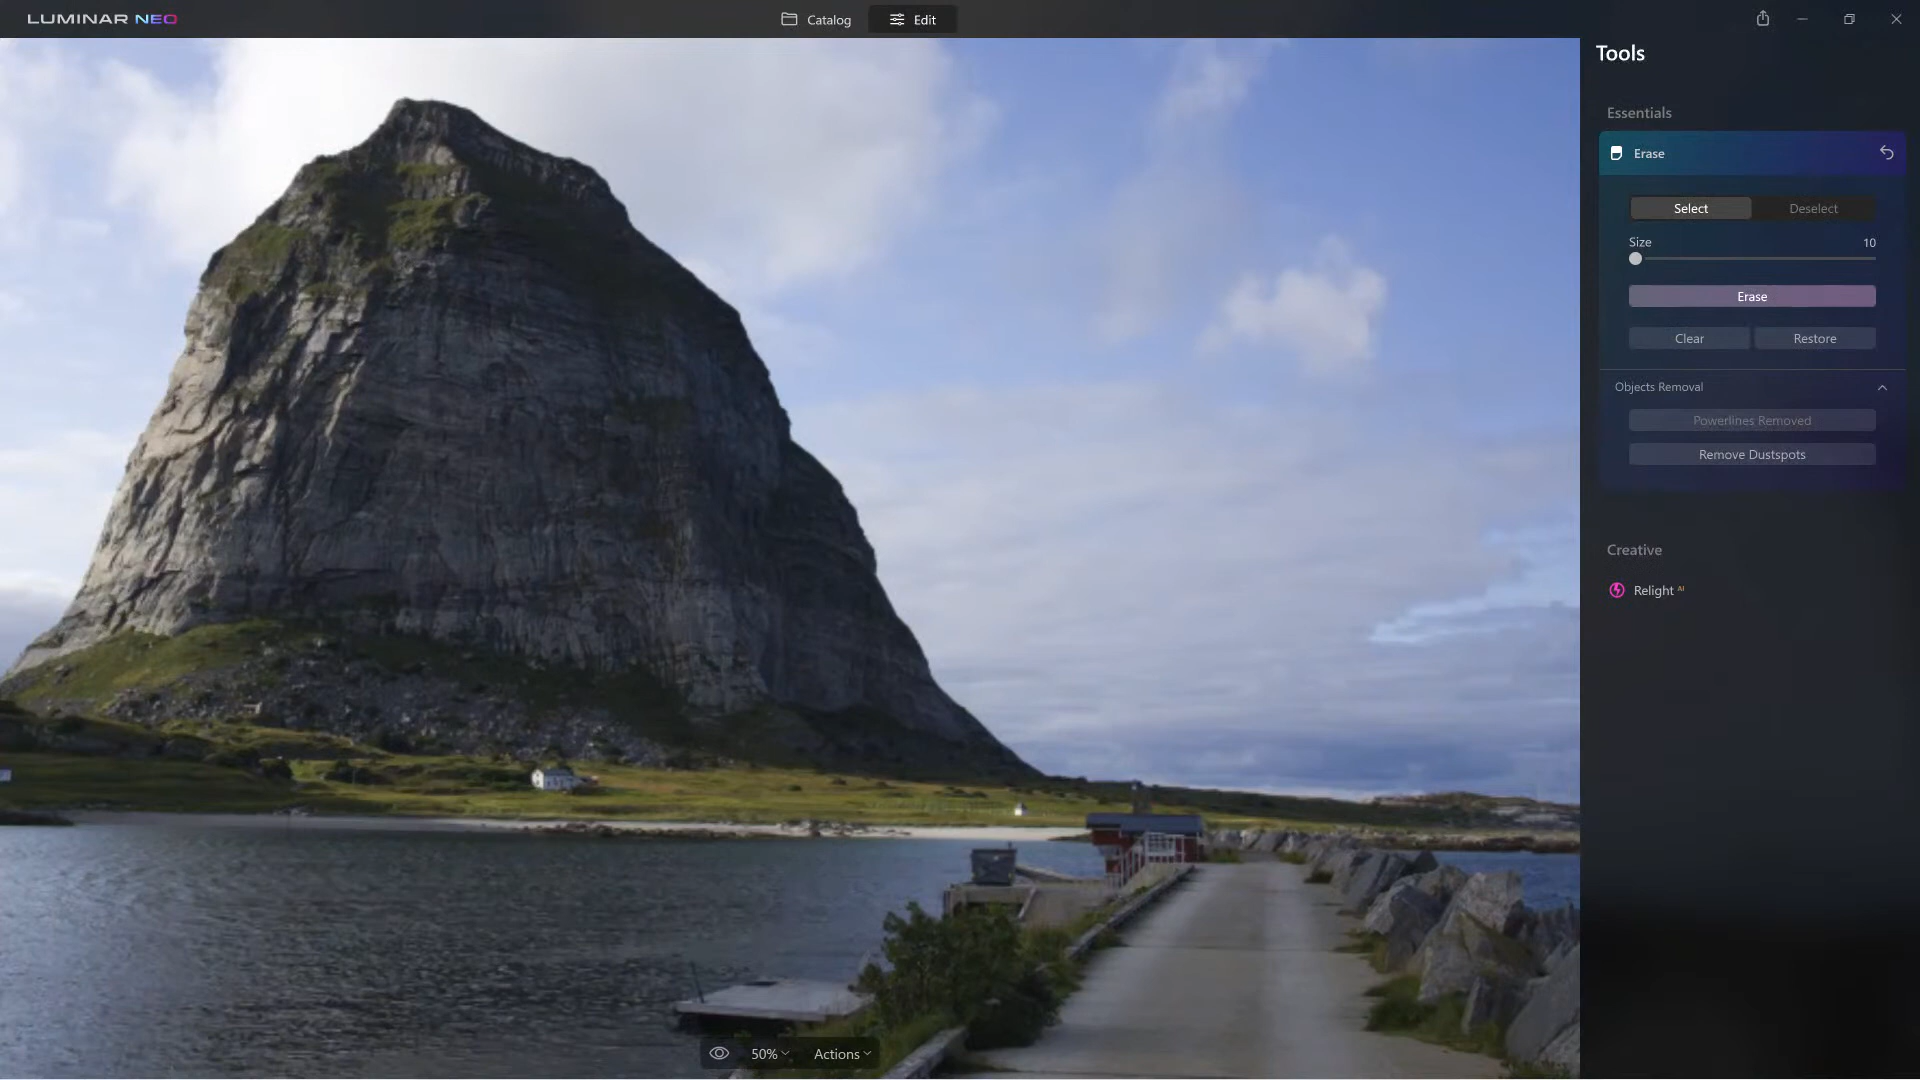 LUMINAR NEO
Catalog
Edit
Tools
Essentials
Erase
Select
Deselect
Size
10
Erase
Clear
Restore
Objects Removal
Powerlines Removed
Remove Dustspots
Creative
Relight AI
50%
Actions